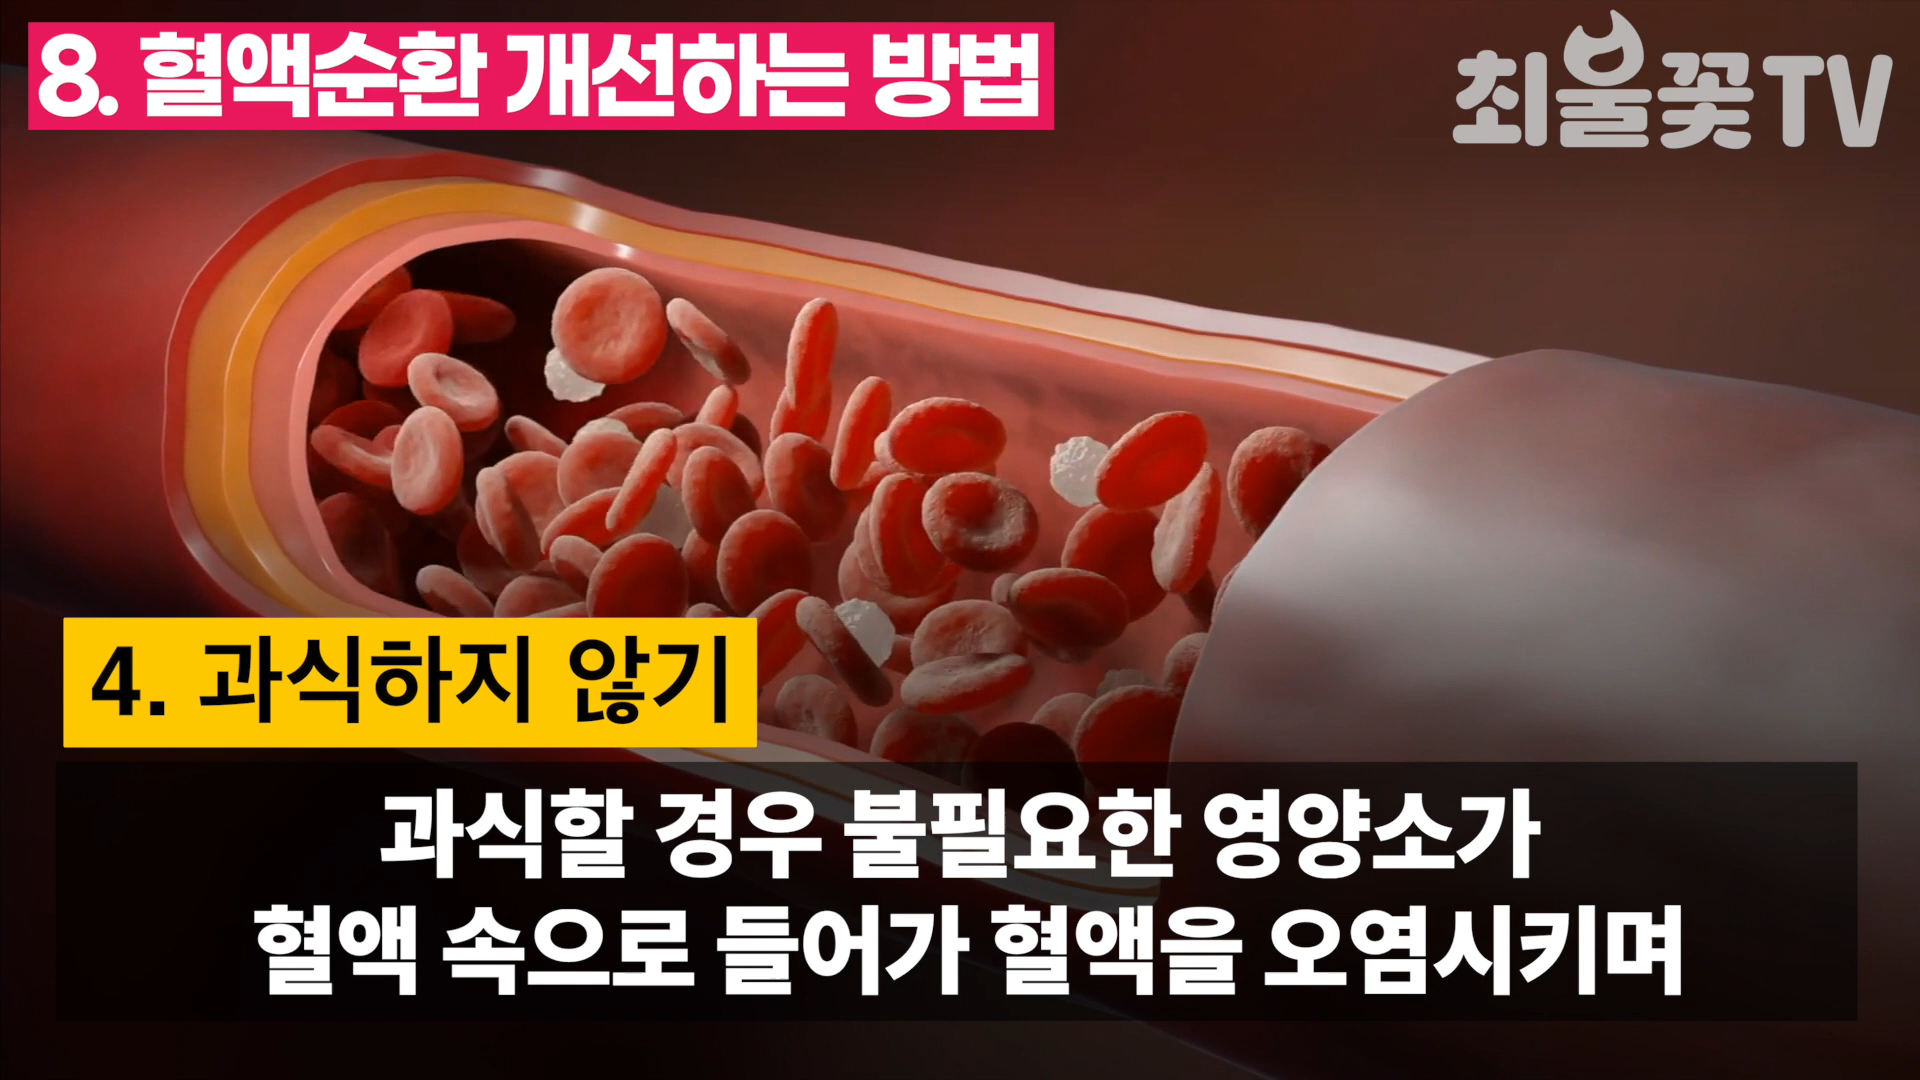 8. 혈액순환 개선하는 방법
최울꽃TV
4. 과식하지 않기
과식할 경우 불필요한 영양소가
혈액 속으로 들어가 혈액을 오염시키며